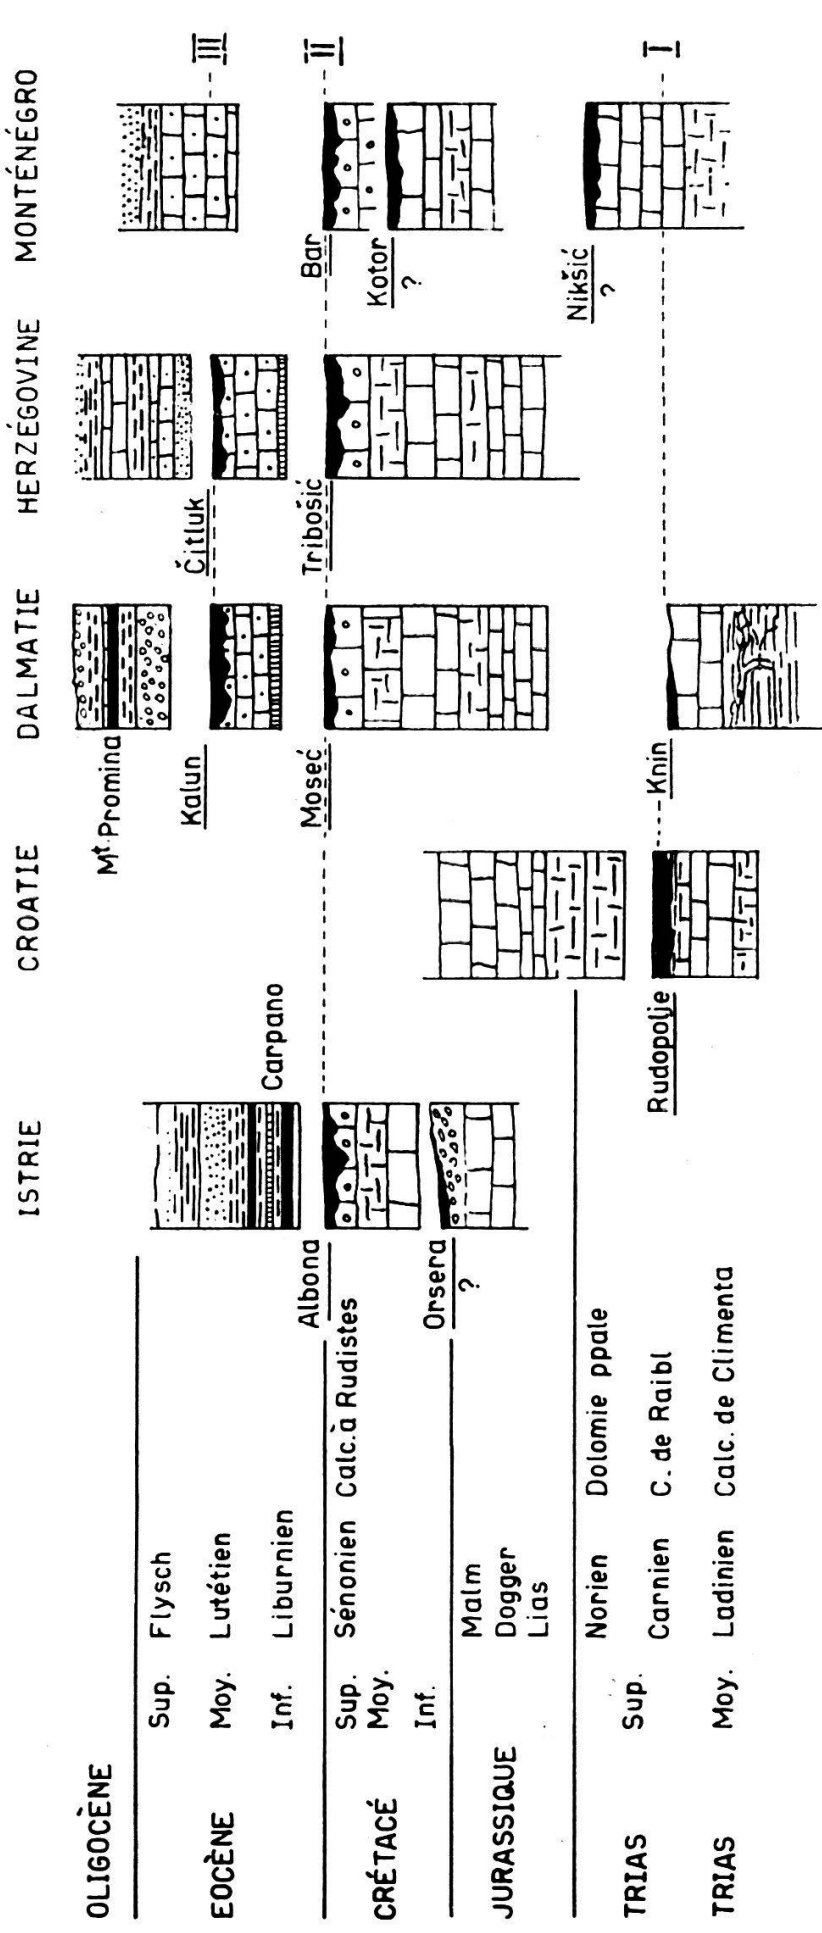 ISTRIE
CROATIE
DALMATIE
HERZÉGOVINE
MONTÉNÉGRO
OLIGOCÈNE
Mt. Promina
EOCÈNE
Sup. Flysch
Moy. Lutétien
Inf. Liburnien
Carpano
Kalun
Čitluk
III
CRÉTACÉ
Sup. Sénonien Calc. à Rudistes
Moy.
Inf.
Albona
Moseć
Tribošić
Bar
II
Orsera
?
Kotor
?
JURASSIQUE
Malm
Dogger
Lias
TRIAS
Sup.
Norien Dolomie ppale
Carnien C. de Raibl
Rudopolje
Knin
Nikšić
?
I
TRIAS
Moy. Ladinien Calc. de Climenta